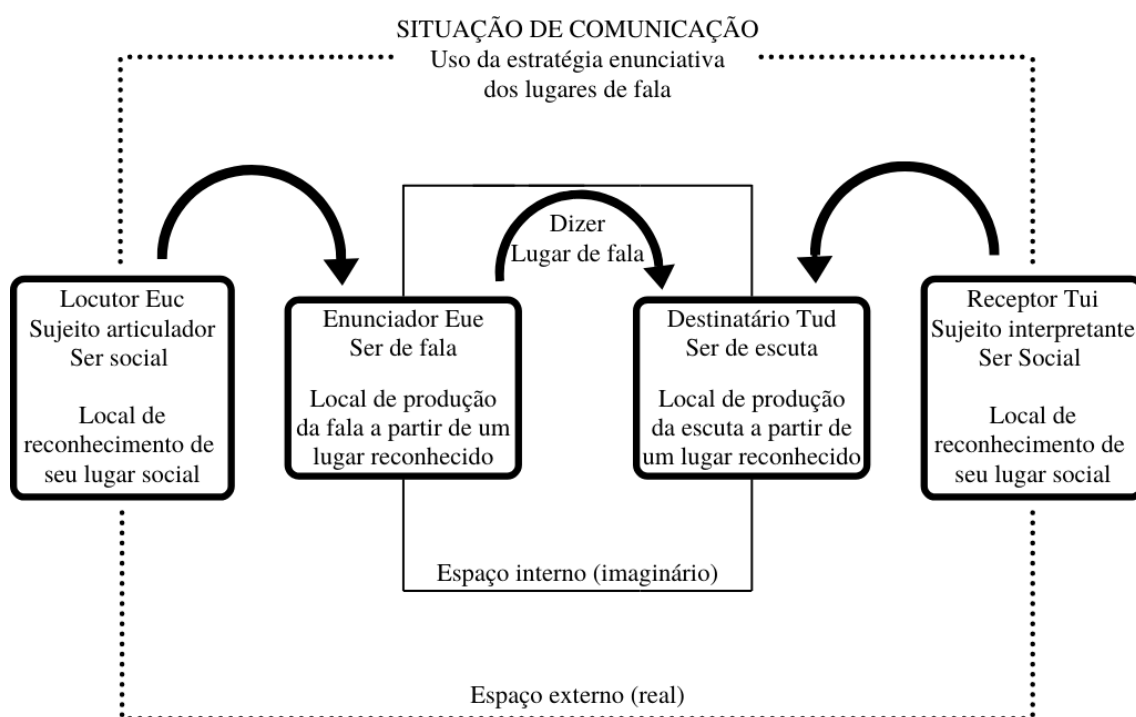 SITUAÇÃO DE COMUNICAÇÃO
Uso da estratégia enunciativa
dos lugares de fala
Dizer
Lugar de fala
Locutor Euc
Sujeito articulador
Ser social
Local de
reconhecimento de
seu lugar social
Enunciador Eue
Ser de fala
Local de produção
da fala a partir de um
lugar reconhecido
Destinatário Tud
Ser de escuta
Local de produção
da escuta a partir de
um lugar reconhecido
Receptor Tui
Sujeito interpretante
Ser Social
Local de
reconhecimento de
seu lugar social
Espaço interno (imaginário)
Espaço externo (real)